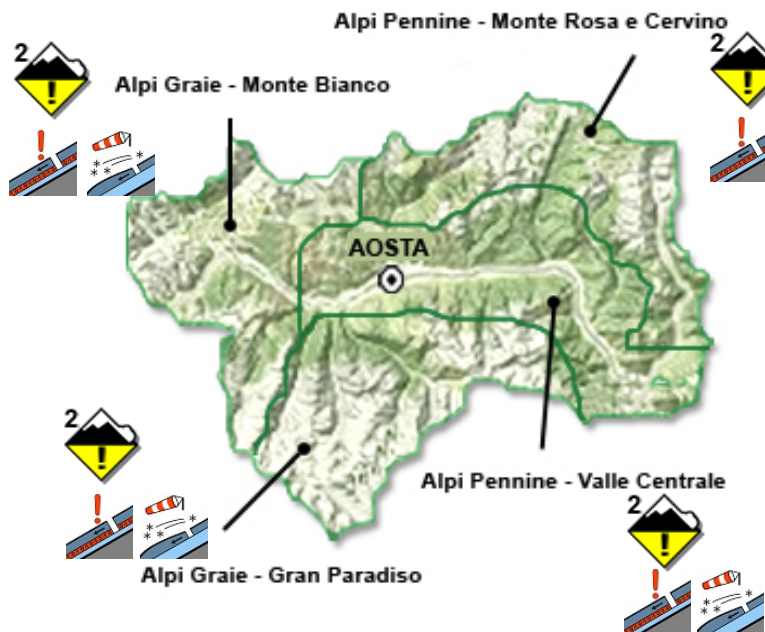 Alpi Pennine - Monte Rosa e Cervino
2
2
Alpi Graie - Monte Bianco
AOSTA
2
Alpi Pennine - Valle Centrale
2
Alpi Graie - Gran Paradiso